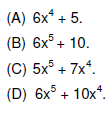 (A) 6x⁴ + 5.
(B) 6x⁵ + 10.
(C) 5x⁵ + 7x⁴.
(D) 6x⁵ + 10x⁴.